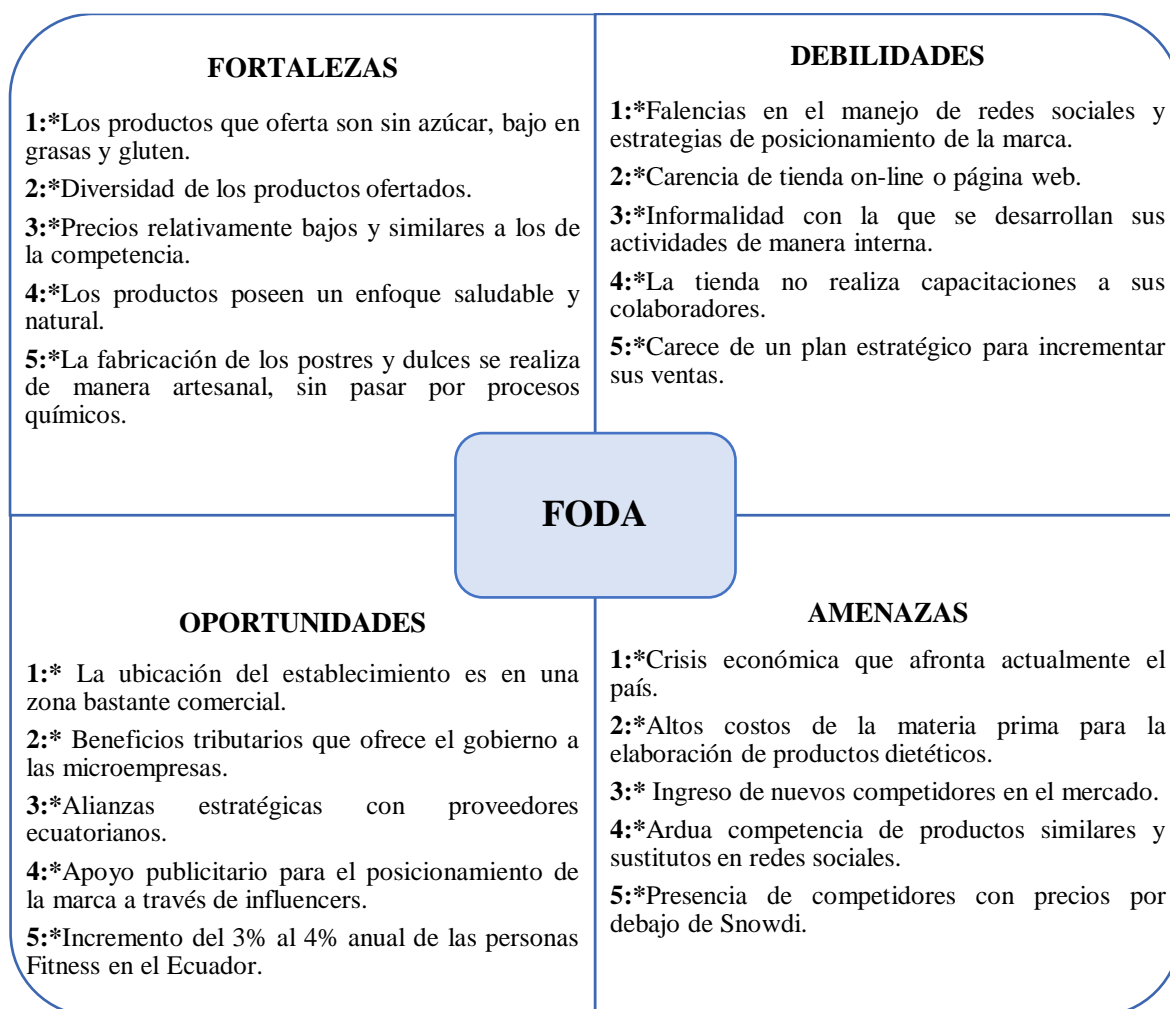 FORTALEZAS
1:*Los productos que oferta son sin azúcar, bajo en
grasas y gluten.
2:*Diversidad de los productos ofertados.
3:*Precios relativamente bajos y similares a los de
la competencia.
4:*Los productos poseen un enfoque saludable y
natural.
5:*La fabricación de los postres y dulces se realiza
de manera artesanal, sin pasar por procesos
químicos.
DEBILIDADES
1:*Falencias en el manejo de redes sociales y
estrategias de posicionamiento de la marca.
2:*Carencia de tienda on-line o página web.
3:*Informalidad con la que se desarrollan sus
actividades de manera interna.
4:*La tienda no realiza capacitaciones a sus
colaboradores.
5:*Carece de un plan estratégico para incrementar
sus ventas.
FODA
OPORTUNIDADES
1:* La ubicación del establecimiento es en una
zona bastante comercial.
2:* Beneficios tributarios que ofrece el gobierno a
las microempresas.
3:*Alianzas estratégicas con proveedores
ecuatorianos.
4:*Apoyo publicitario para el posicionamiento de
la marca a través de influencers.
5:*Incremento del 3% al 4% anual de las personas
Fitness en el Ecuador.
AMENAZAS
1:*Crisis económica que afronta actualmente el
país.
2:*Altos costos de la materia prima para la
elaboración de productos dietéticos.
3:* Ingreso de nuevos competidores en el mercado.
4:*Ardua competencia de productos similares y
sustitutos en redes sociales.
5:*Presencia de competidores con precios por
debajo de Snowdi.